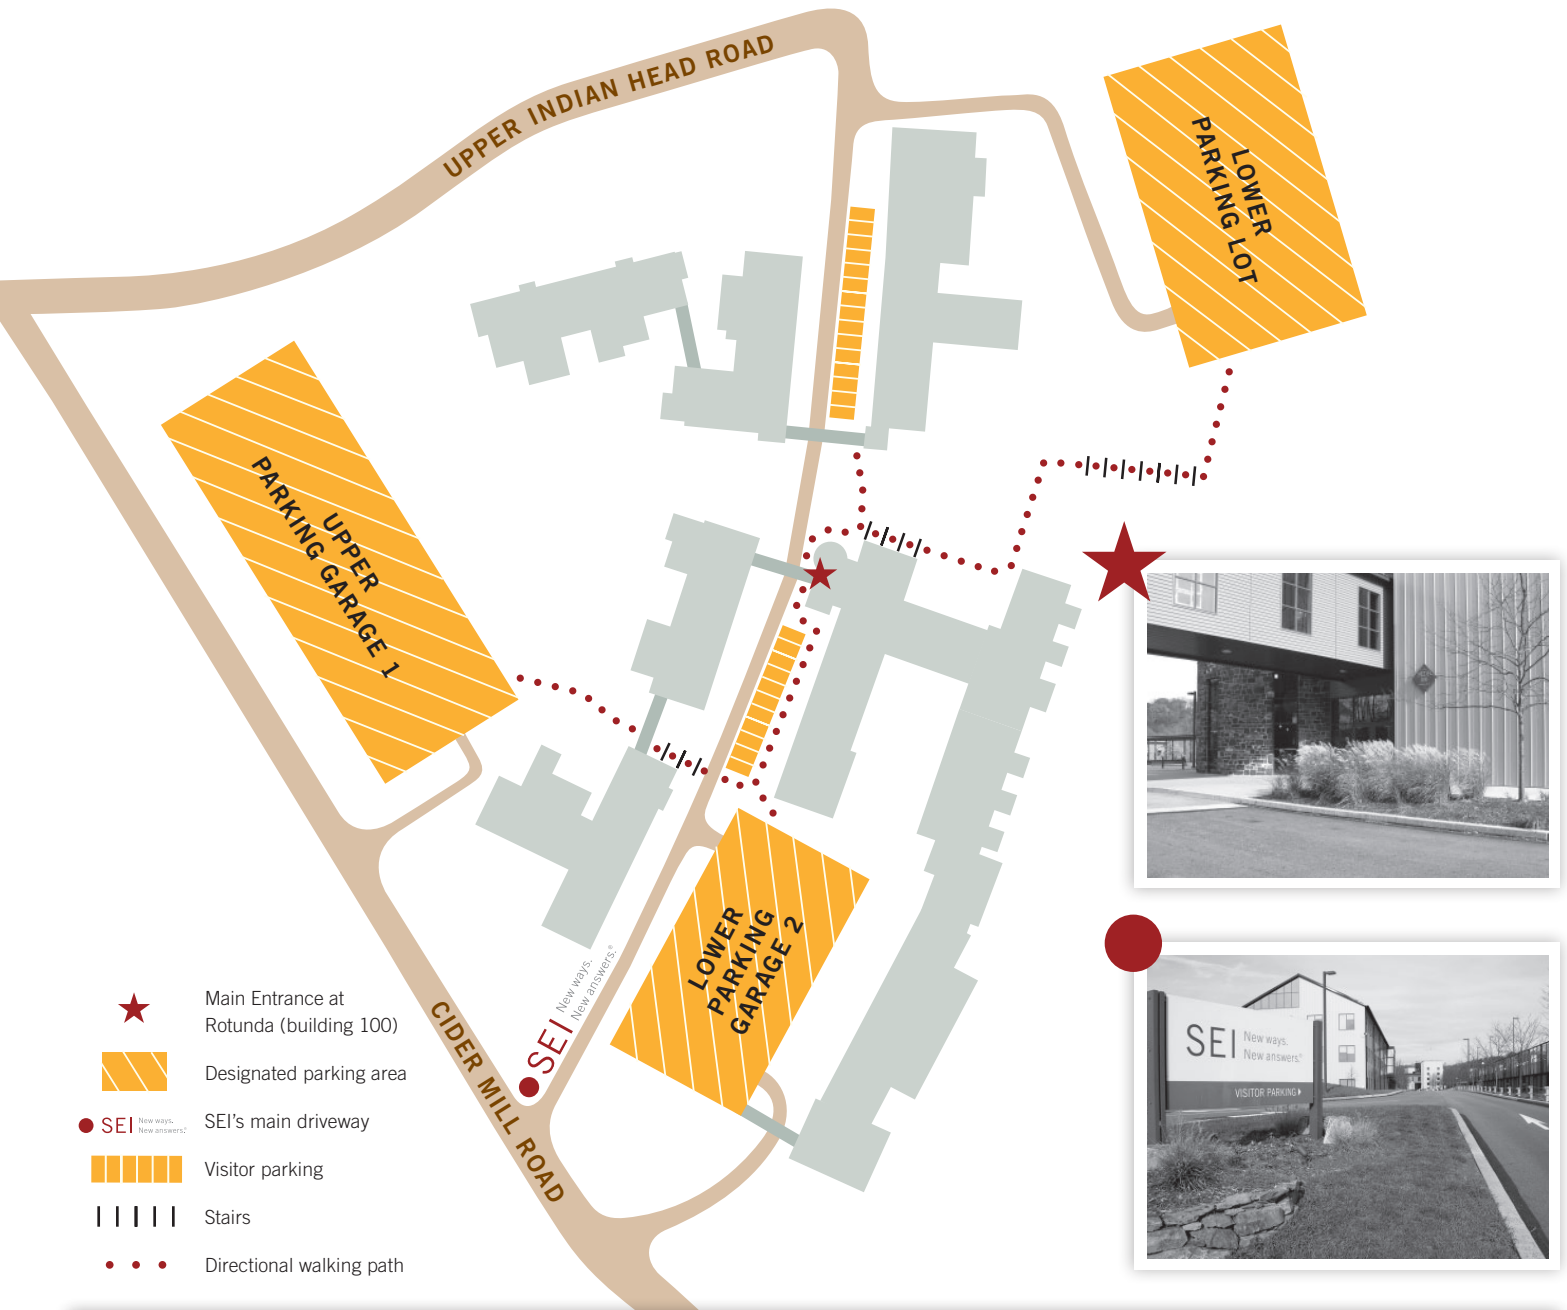 UPPER INDIAN HEAD ROAD
LOWER
PARKING LOT
UPPER
PARKING GARAGE 1
LOWER
PARKING
GARAGE 2
SEI New ways.
New answers.®
CIDER MILL ROAD
Main Entrance at
Rotunda (building 100)
Designated parking area
SEI New ways.
New answers.®
SEI's main driveway
Visitor parking
Stairs
Directional walking path
SEI New ways.
New answers.®
VISITOR PARKING